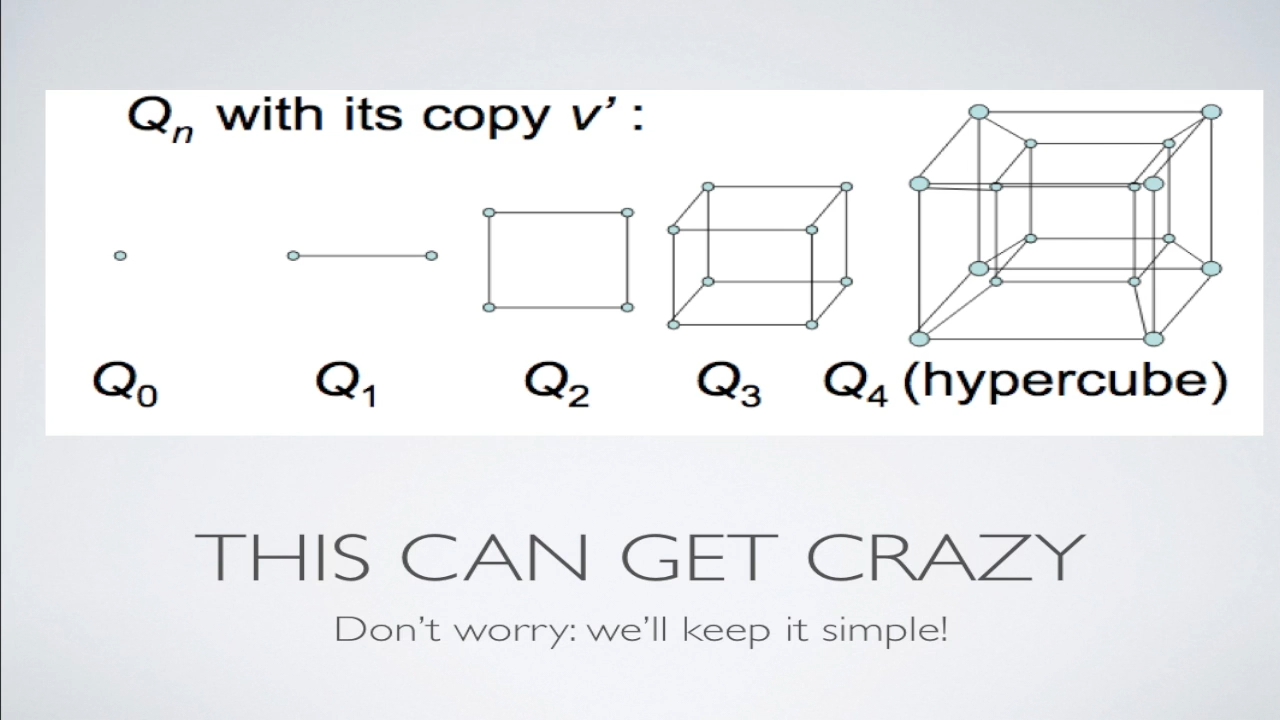 Qn with its copy v’ :
Q0 Q1 Q2 Q3 Q4 (hypercube)
THIS CAN GET CRAZY
Don’t worry: we’ll keep it simple!